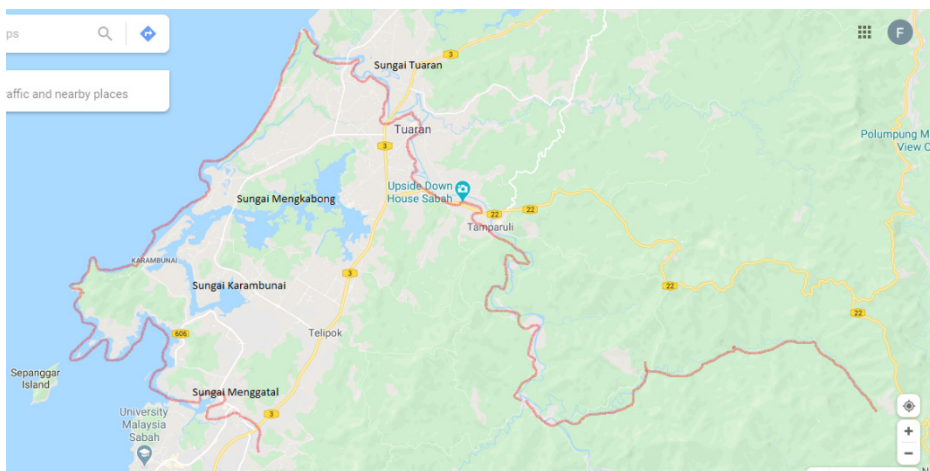 ps
F
affic and nearby places
3
Sungai Tuaran
Tuaran
3
Polumpung M
View C
Upside Down
House Sabah
Sungai Mengkabong
22
22
Tamparuli
KARAMBUNAI
3
Sungai Karambunai
22
22
606
Telipok
Sepanggar
Island
Sungai Menggatal
University
Malaysia
Sabah
3
+
−
N